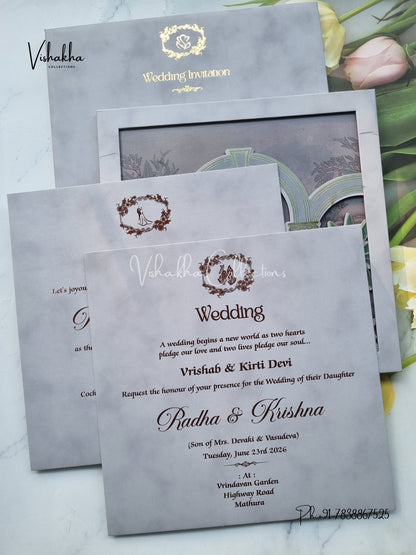 Vishakha
COLLECTIONS
Wedding Invitation
Let's joyou
as th
Cock
Vishakha Collections
Wedding
A wedding begins a new world as two hearts
pledge our love and two lives pledge our soul...
Vrishab & Kirti Devi
Request the honour of your presence for the Wedding of their Daughter
Radha & Krishna
(Son of Mrs. Devaki & Vasudeva)
Tuesday, June 23rd 2026
: At :
Vrindavan Garden
Highway Road
Mathura
Ph:91-7838867525